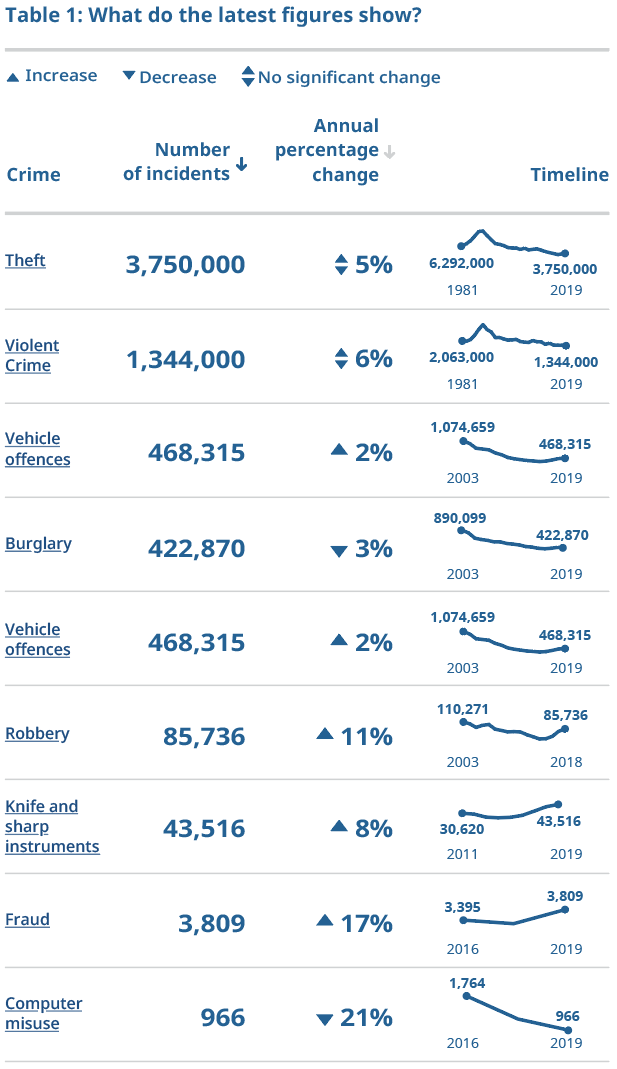 Table 1: What do the latest figures show?
▲ Increase ▼ Decrease No significant change
Crime
Number
of incidents
Annual
percentage
change
Timeline
Theft
3,750,000
5%
6,292,000
3,750,000
1981
2019
Violent
Crime
1,344,000
6%
2,063,000
1,344,000
1981
2019
Vehicle
offences
468,315
▲ 2%
1,074,659
468,315
2003
2019
Burglary
422,870
▼ 3%
890,099
422,870
2003
2019
Vehicle
offences
468,315
▲ 2%
1,074,659
468,315
2003
2019
Robbery
85,736
▲ 11%
110,271
85,736
2003
2018
Knife and
sharp
instruments
43,516
▲ 8%
30,620
43,516
2011
2019
Fraud
3,809
▲ 17%
3,395
3,809
2016
2019
Computer
misuse
966
▼ 21%
1,764
966
2016
2019